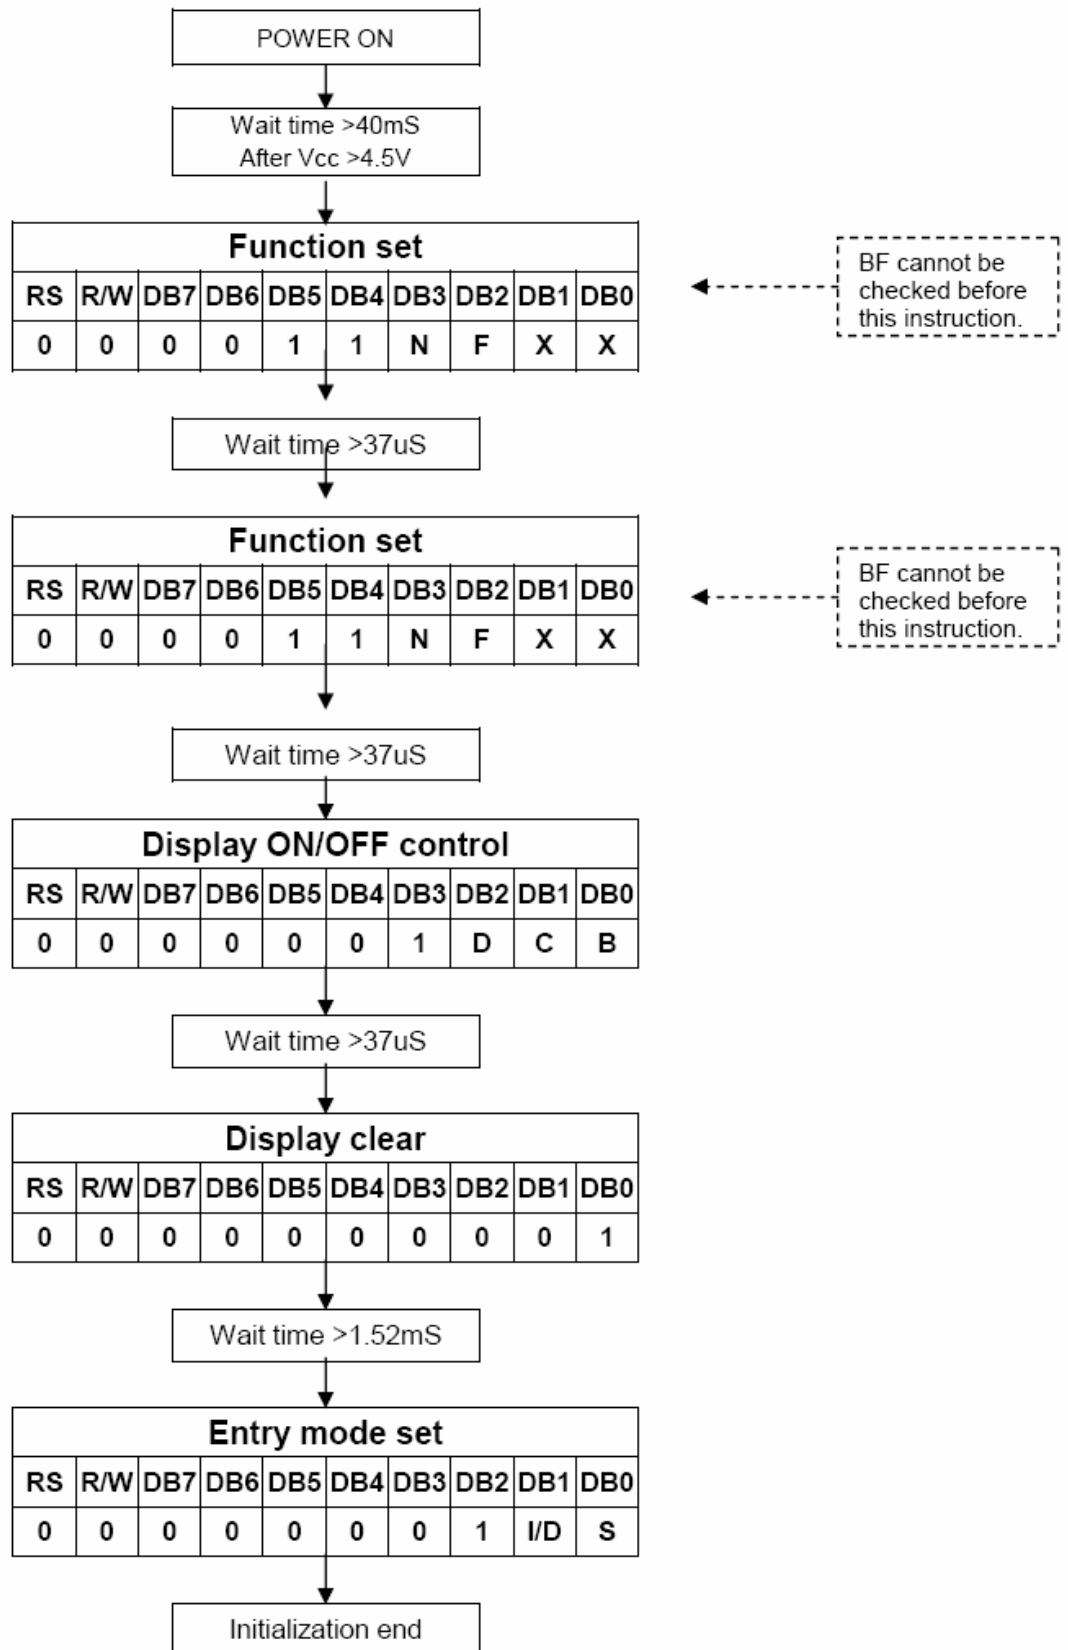 POWER ON
Wait time >40mS
After Vcc >4.5V
Function set
RS R/W DB7 DB6 DB5 DB4 DB3 DB2 DB1 DB0
0 0 0 0 1 1 N F X X
BF cannot be
checked before
this instruction.
Wait time >37uS
Function set
RS R/W DB7 DB6 DB5 DB4 DB3 DB2 DB1 DB0
0 0 0 0 1 1 N F X X
BF cannot be
checked before
this instruction.
Wait time >37uS
Display ON/OFF control
RS R/W DB7 DB6 DB5 DB4 DB3 DB2 DB1 DB0
0 0 0 0 0 0 1 D C B
Wait time >37uS
Display clear
RS R/W DB7 DB6 DB5 DB4 DB3 DB2 DB1 DB0
0 0 0 0 0 0 0 0 0 1
Wait time >1.52mS
Entry mode set
RS R/W DB7 DB6 DB5 DB4 DB3 DB2 DB1 DB0
0 0 0 0 0 0 0 1 I/D S
Initialization end